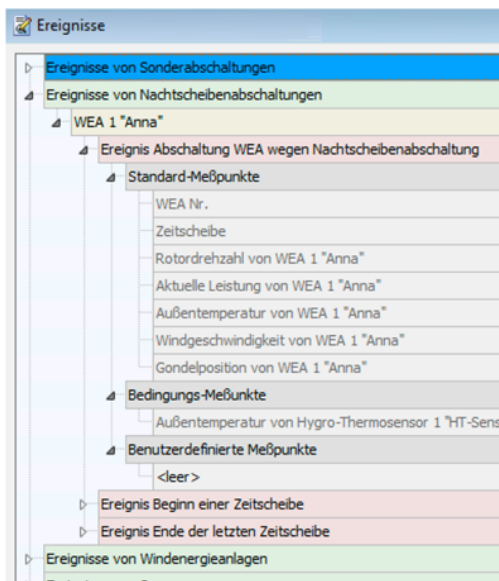 Ereignisse
Ereignisse von Sonderabschaltungen
Ereignisse von Nachtscheibenabschaltungen
WEA 1 "Anna"
Ereignis Abschaltung WEA wegen Nachtscheibenabschaltung
Standard-Meßpunkte
WEA Nr.
Zeitscheibe
Rotordrehzahl von WEA 1 "Anna"
Aktuelle Leistung von WEA 1 "Anna"
Außentemperatur von WEA 1 "Anna"
Windgeschwindigkeit von WEA 1 "Anna"
Gondelposition von WEA 1 "Anna"
Bedingungs-Meßunkte
Außentemperatur von Hygro-Thermosensor 1 "HT-Sens
Benutzerdefinierte Meßpunkte
<leer>
Ereignis Beginn einer Zeitscheibe
Ereignis Ende der letzten Zeitscheibe
Ereignisse von Windenergieanlagen